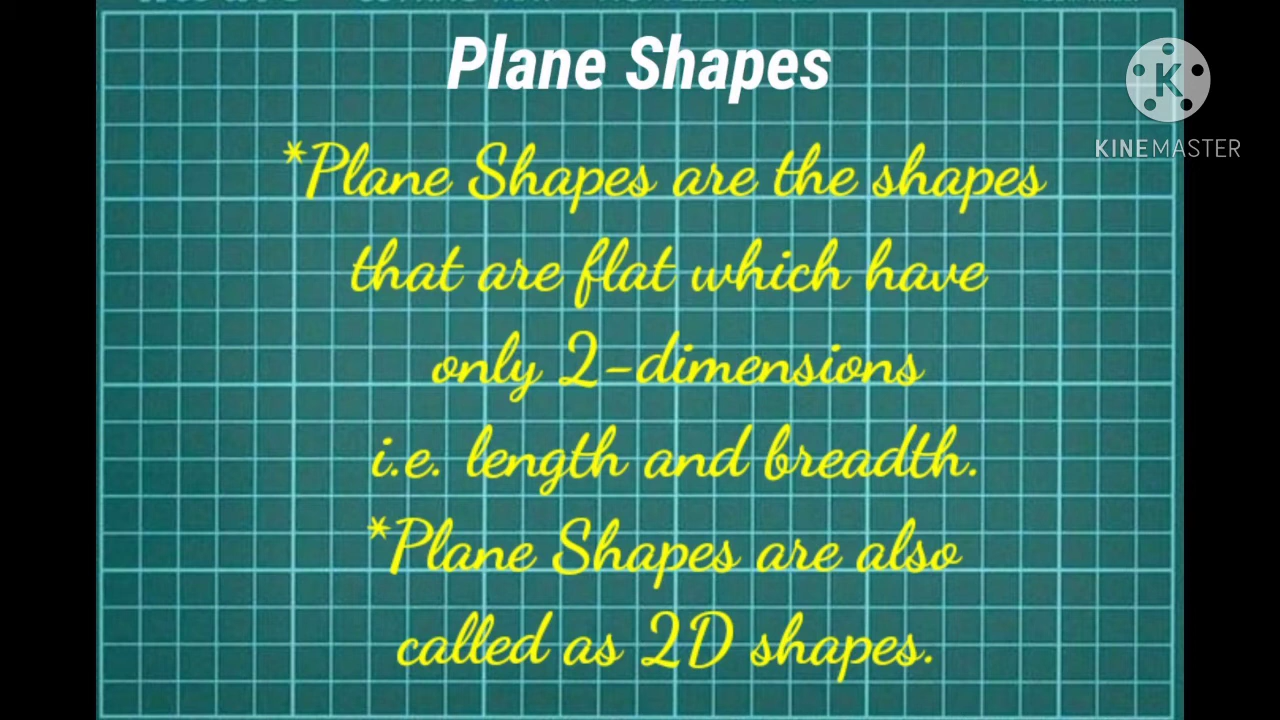 Plane Shapes
K
KINEMASTER
*Plane Shapes are the shapes
that are flat which have
only 2-dimensions
i.e. length and breadth.
*Plane Shapes are also
called as 2D shapes.